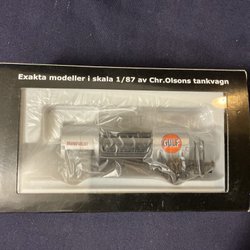 Exakta modeller i skala 1/87 av Chr.Olsons tankvagn
GULF